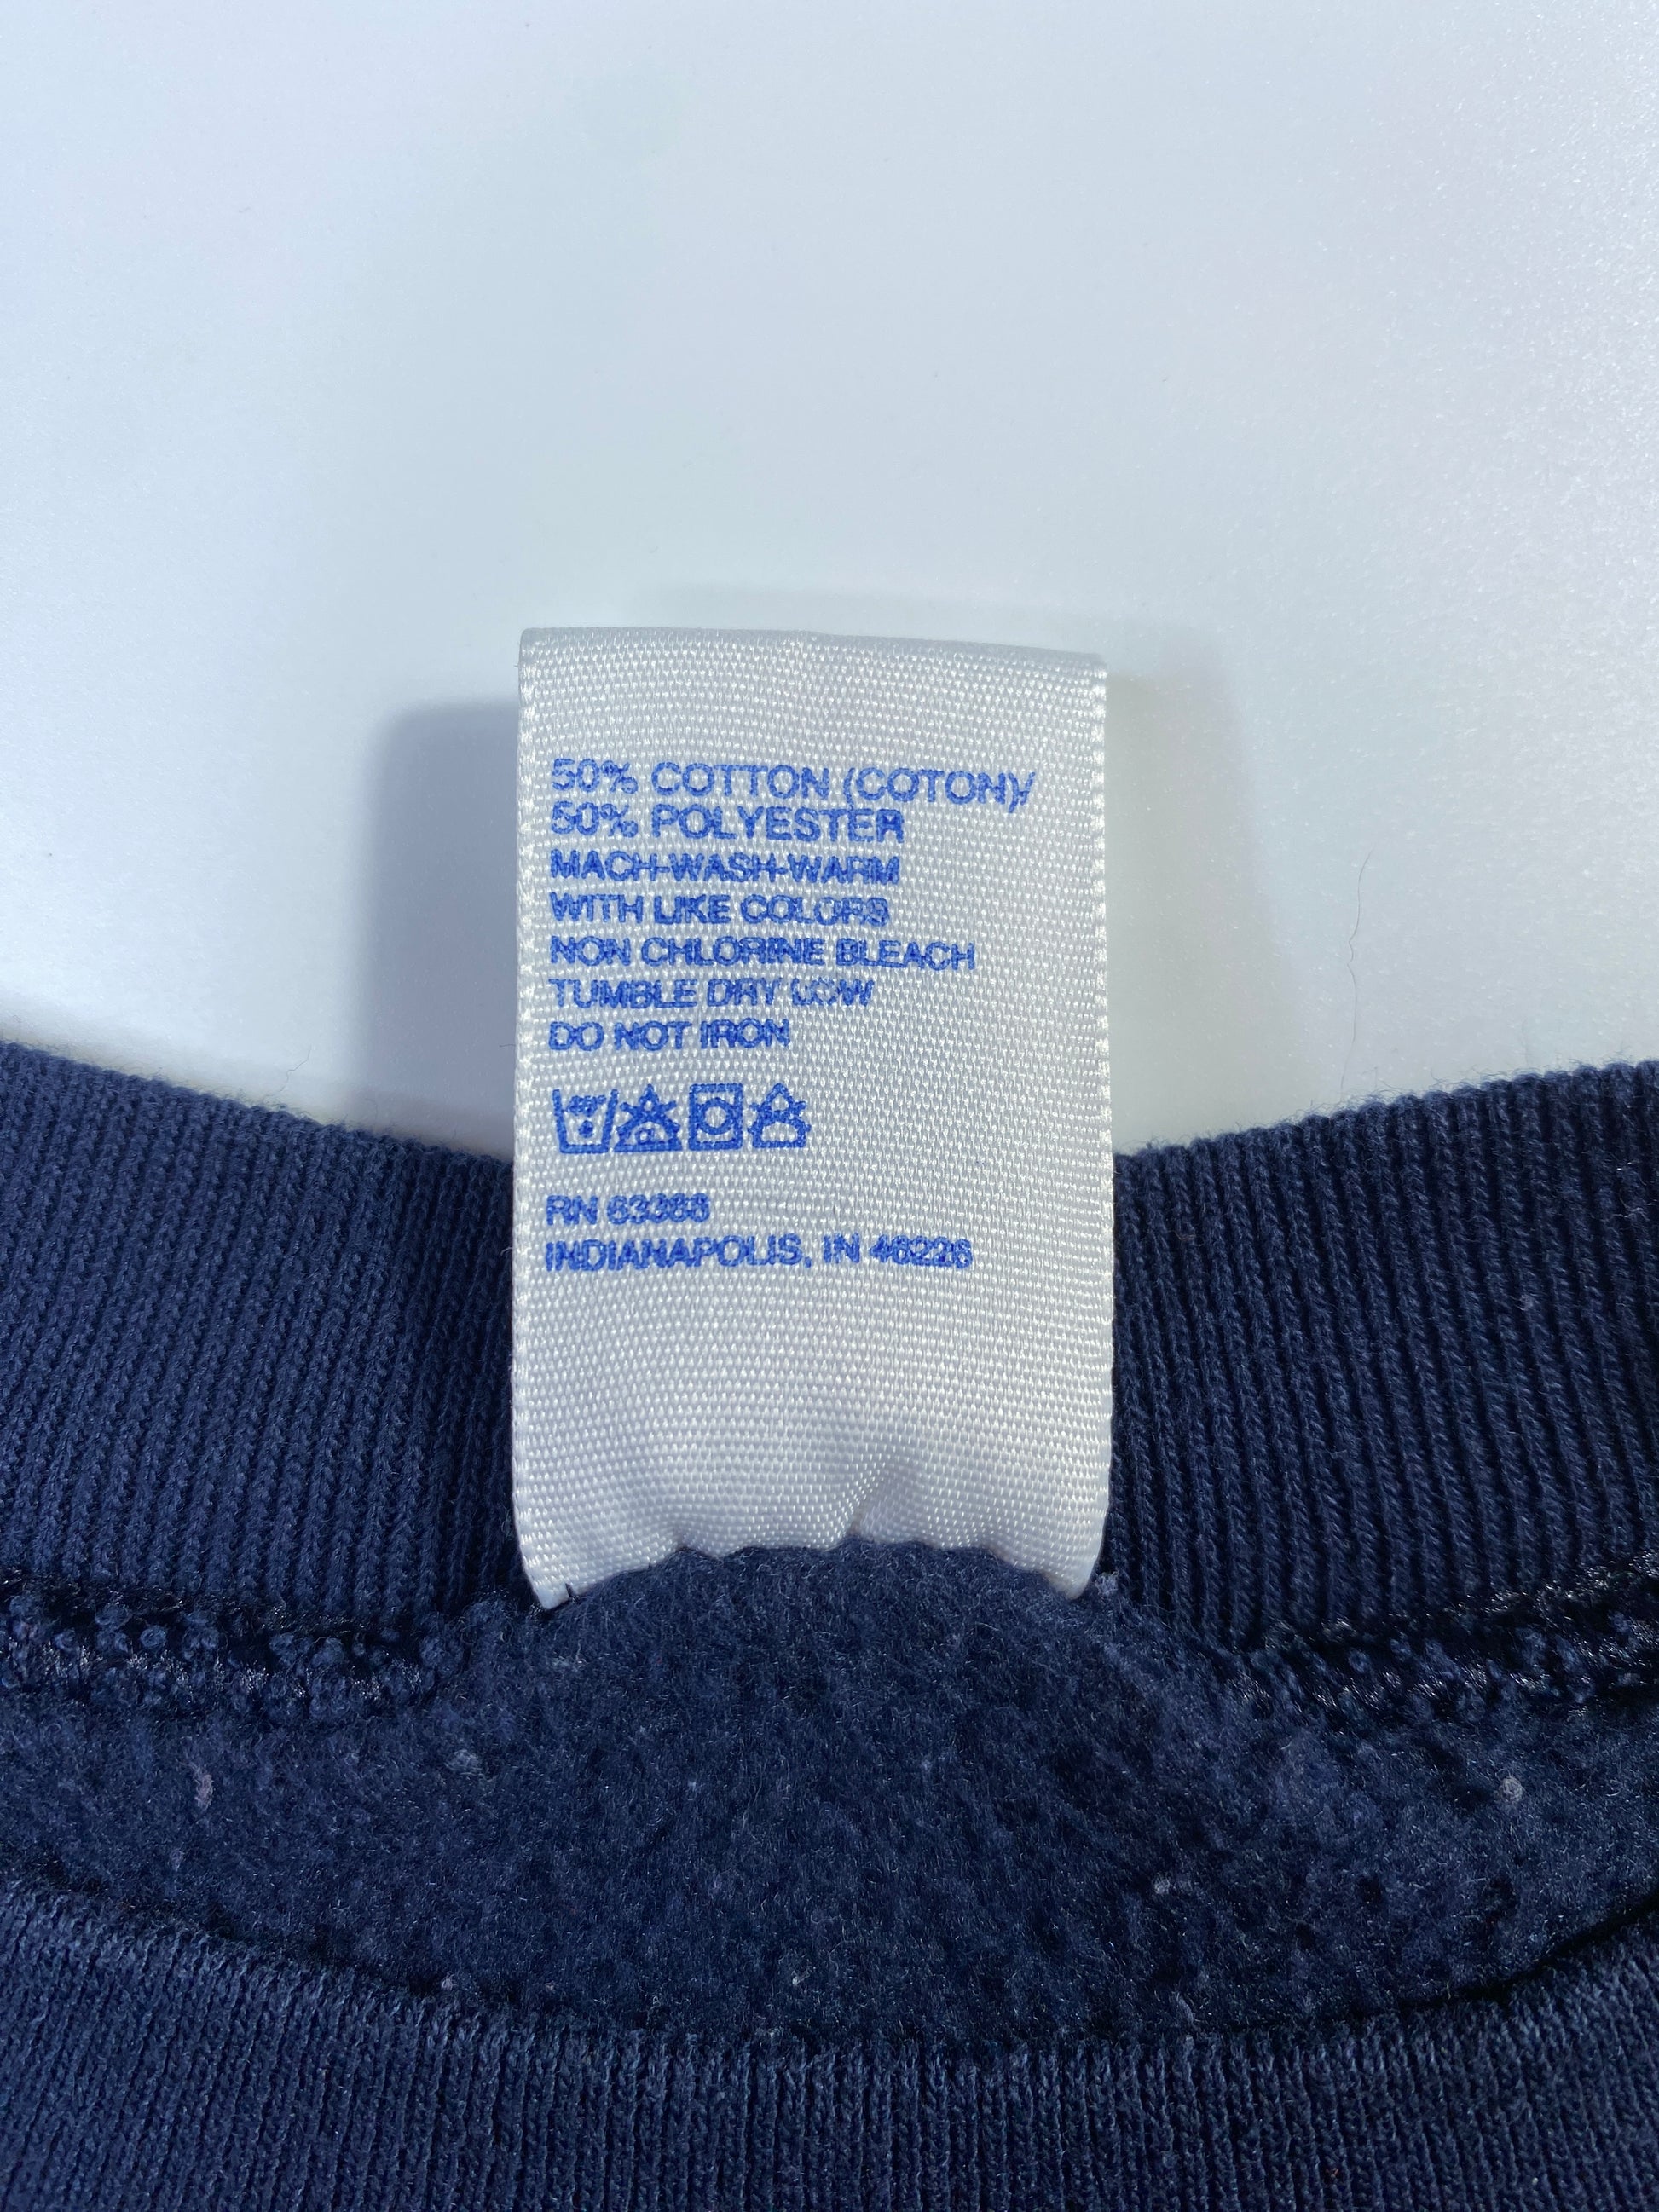 50% COTTON (COTON)/
50% POLYESTER
MACH-WASH-WARM
WITH LIKE COLORS
NON CHLORINE BLEACH
TUMBLE DRY LOW
DO NOT IRON
RN 63388
INDIANAPOLIS, IN 46226